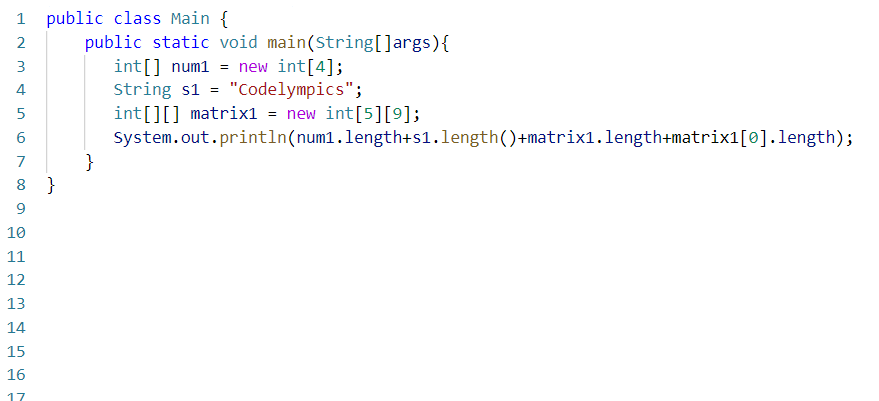 1 public class Main {
2 public static void main(String[]args){
3 int[] num1 = new int[4];
4 String s1 = "Codelympics";
5 int[][] matrix1 = new int[5][9];
6 System.out.println(num1.length+s1.length()+matrix1.length+matrix1[0].length);
7 }
8 }
9
10
11
12
13
14
15
16
17